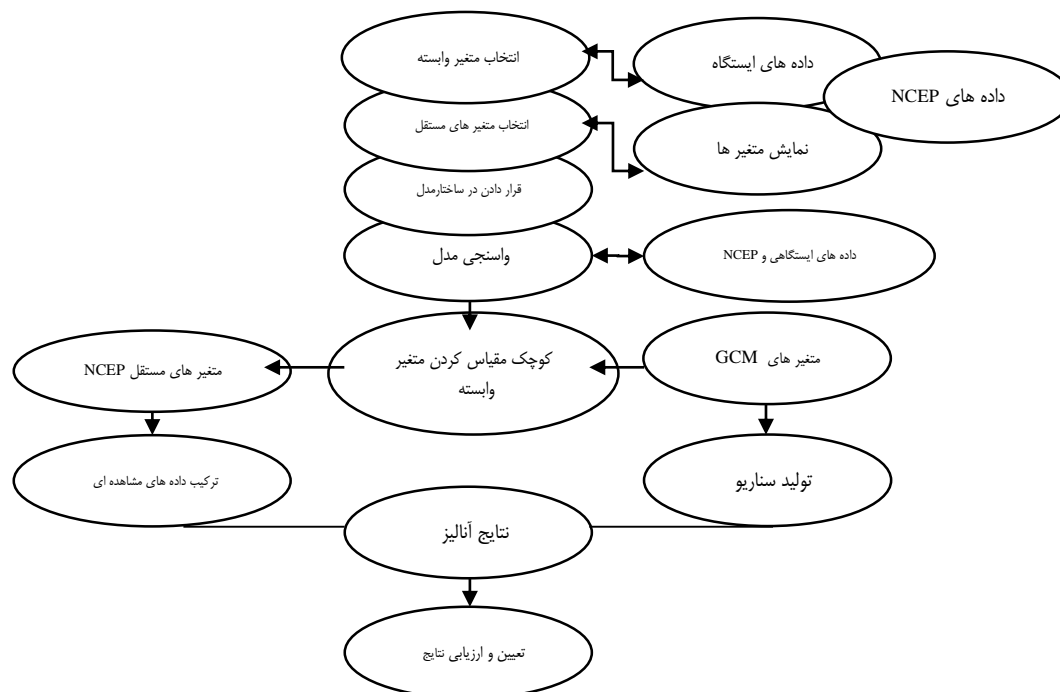 انتخاب متغیر وابسته
داده های ایستگاه
داده های NCEP
انتخاب متغیر های مستقل
نمایش متغیر ها
قرار دادن در ساختارمدل
واسنجی مدل
داده های ایستگاهی و NCEP
متغیر های GCM
کوچک مقیاس کردن متغیر
وابسته
متغیر های مستقل NCEP
تولید سناریو
ترکیب داده های مشاهده ای
نتایج آنالیز
تعیین و ارزیابی نتایج